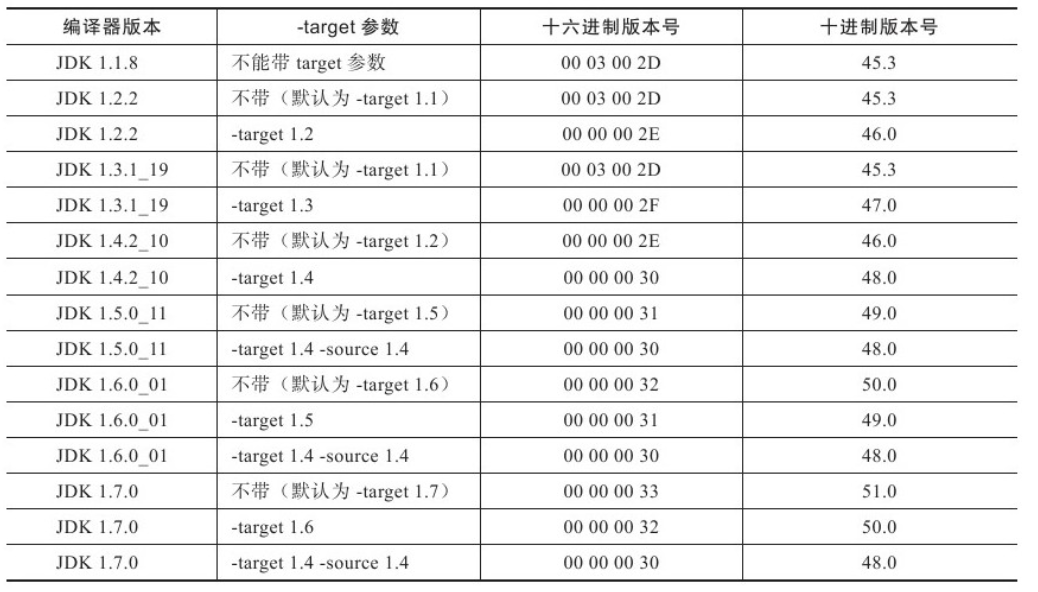 编译器版本 -target 参数 十六进制版本号 十进制版本号
JDK 1.1.8 不能带 target 参数 00 03 00 2D 45.3
JDK 1.2.2 不带（默认为 -target 1.1） 00 03 00 2D 45.3
JDK 1.2.2 -target 1.2 00 00 00 2E 46.0
JDK 1.3.1_19 不带（默认为 -target 1.1） 00 03 00 2D 45.3
JDK 1.3.1_19 -target 1.3 00 00 00 2F 47.0
JDK 1.4.2_10 不带（默认为 -target 1.2） 00 00 00 2E 46.0
JDK 1.4.2_10 -target 1.4 00 00 00 30 48.0
JDK 1.5.0_11 不带（默认为 -target 1.5） 00 00 00 31 49.0
JDK 1.5.0_11 -target 1.4 -source 1.4 00 00 00 30 48.0
JDK 1.6.0_01 不带（默认为 -target 1.6） 00 00 00 32 50.0
JDK 1.6.0_01 -target 1.5 00 00 00 31 49.0
JDK 1.6.0_01 -target 1.4 -source 1.4 00 00 00 30 48.0
JDK 1.7.0 不带（默认为 -target 1.7） 00 00 00 33 51.0
JDK 1.7.0 -target 1.6 00 00 00 32 50.0
JDK 1.7.0 -target 1.4 -source 1.4 00 00 00 30 48.0